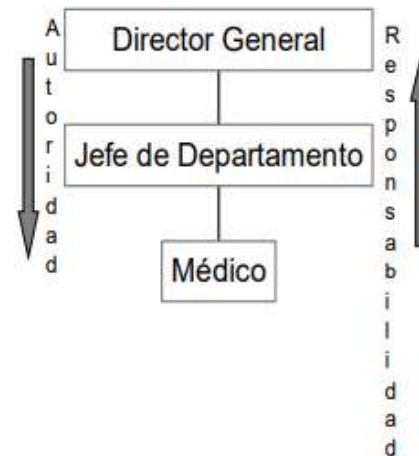 Autoridad
Director General
Jefe de Departamento
Médico
Responsabilidad